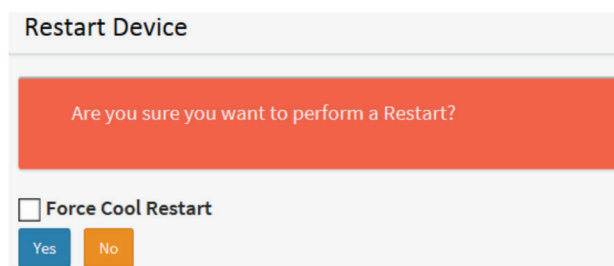 Restart Device
Are you sure you want to perform a Restart?
Force Cool Restart
Yes No